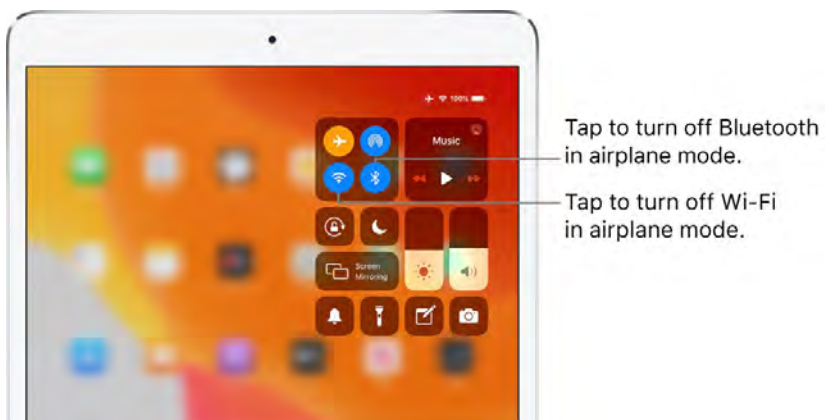 100%
Music
Tap to turn off Bluetooth
in airplane mode.
Tap to turn off Wi-Fi
in airplane mode.
Screen
Mirroring